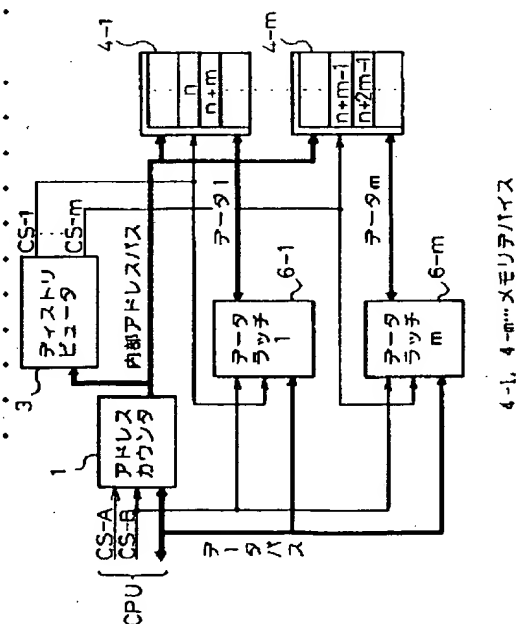 CPU
CS-A
CS-B
1
アドレス
カウンタ
3
ディストリ
ビュータ
CS-1
CS-m
内部アドレスバス
データバス
4-1
n
n+m
4-m
n+m-1
n+2m-1
データ1
データm
6-1
データ
ラッチ
1
6-m
データ
ラッチ
m
4-1, 4-m…メモリデバイス